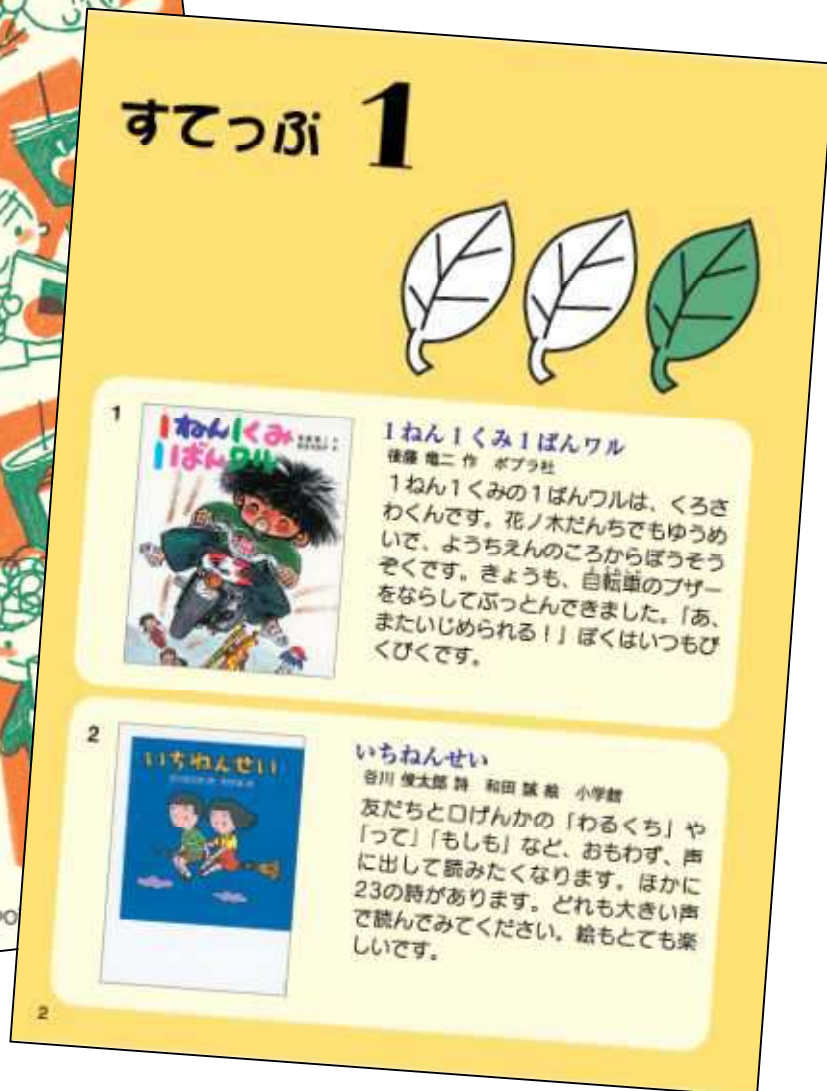 すてっぷ 1
1
1ねん1くみ
1ばんワル
1ねん1くみ1ばんワル
後藤 竜二 作 ポプラ社
1ねん1くみの1ばんワルは、くろさ
わくんです。花ノ木だんちでもゆうめ
いで、ようちえんのころからぼうそう
ぞくです。きょうも、自転車のブザー
をならしてぶっとんできました。「あ、
またいじめられる!」ぼくはいつもび
くびくです。
2
いちねんせい
いちねんせい
谷川 俊太郎 詩 和田 誠 絵 小学館
友だちと口げんかの「わるくち」や
「って」「もしも」など、おもわず、声
に出して読みたくなります。ほかに
23の詩があります。どれも大きい声
で読んでみてください。絵もとても楽
しいです。
2